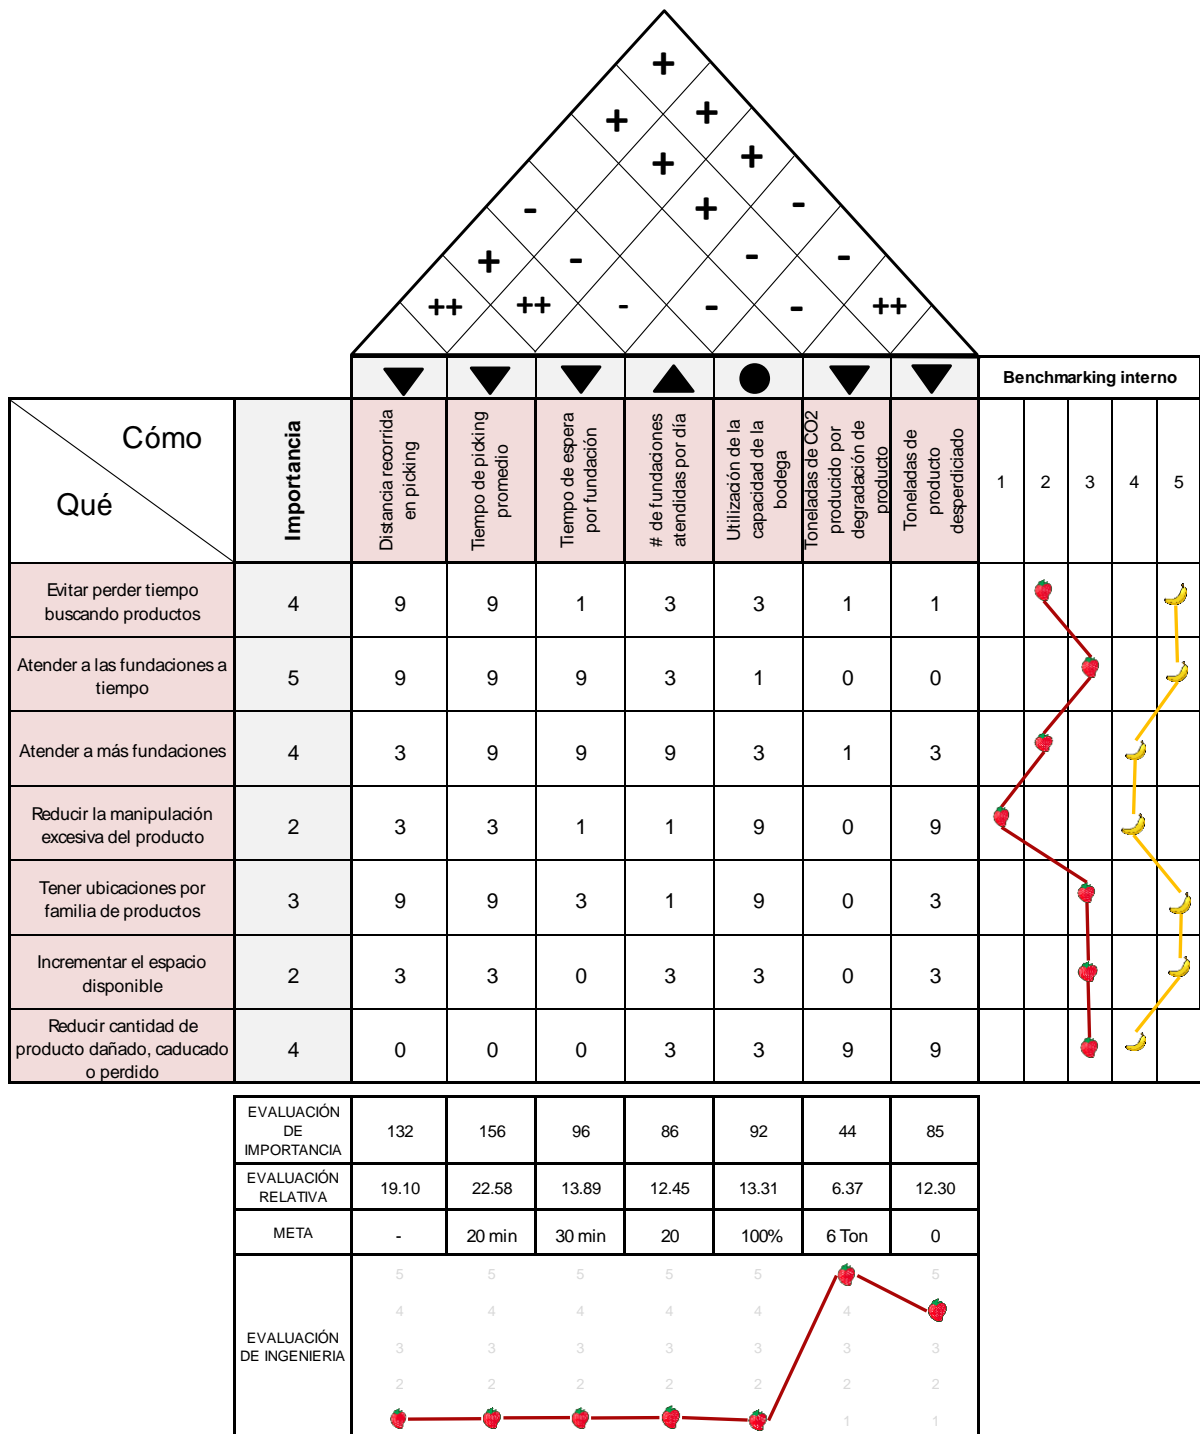 +
+ +
+ +
- + -
+ - - -
++ ++ - - - ++
Benchmarking interno
Cómo
Qué
Importancia
Distancia recorrida
en picking
Tiempo de picking
promedio
Tiempo de espera
por fundación
# de fundaciones
atendidas por día
Utilización de la
capacidad de la
bodega
Toneladas de CO2
producido por
degradación de
producto
Toneladas de
producto
desperdiciado
1 2 3 4 5
Evitar perder tiempo
buscando productos
4 9 9 1 3 3 1 1
Atender a las fundaciones a
tiempo
5 9 9 9 3 1 0 0
Atender a más fundaciones
4 3 9 9 9 3 1 3
Reducir la manipulación
excesiva del producto
2 3 3 1 1 9 0 9
Tener ubicaciones por
familia de productos
3 9 9 3 1 9 0 3
Incrementar el espacio
disponible
2 3 3 0 3 3 0 3
Reducir cantidad de
producto dañado, caducado
o perdido
4 0 0 0 3 3 9 9
EVALUACIÓN
DE
IMPORTANCIA
132 156 96 86 92 44 85
EVALUACIÓN
RELATIVA
19.10 22.58 13.89 12.45 13.31 6.37 12.30
META
- 20 min 30 min 20 100% 6 Ton 0
EVALUACIÓN
DE INGENIERIA
5 5 5 5 5 5
4 4 4 4 4 4
3 3 3 3 3 3 3
2 2 2 2 2 2 2
1 1